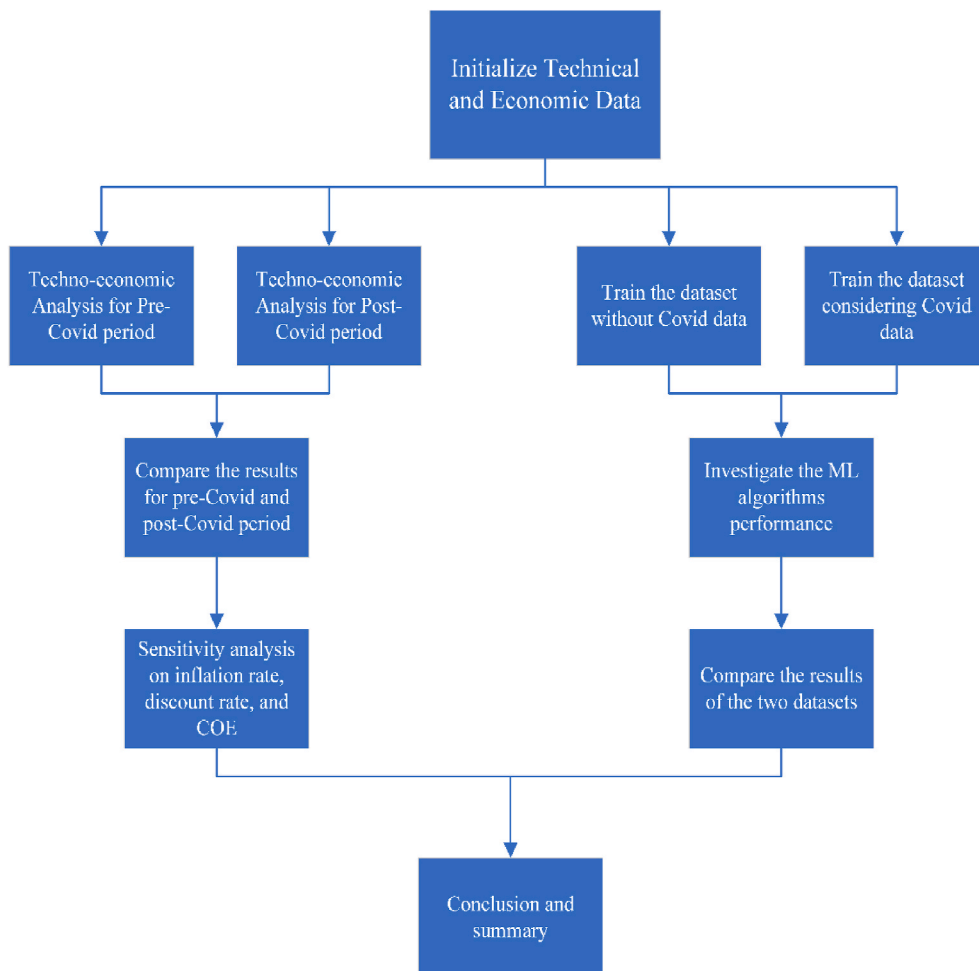 Initialize Technical
and Economic Data
Techno-economic
Analysis for Pre-
Covid period
Techno-economic
Analysis for Post-
Covid period
Train the dataset
without Covid data
Train the dataset
considering Covid
data
Compare the results
for pre-Covid and
post-Covid period
Investigate the ML
algorithms
performance
Sensitivity analysis
on inflation rate,
discount rate, and
COE
Compare the results
of the two datasets
Conclusion and
summary